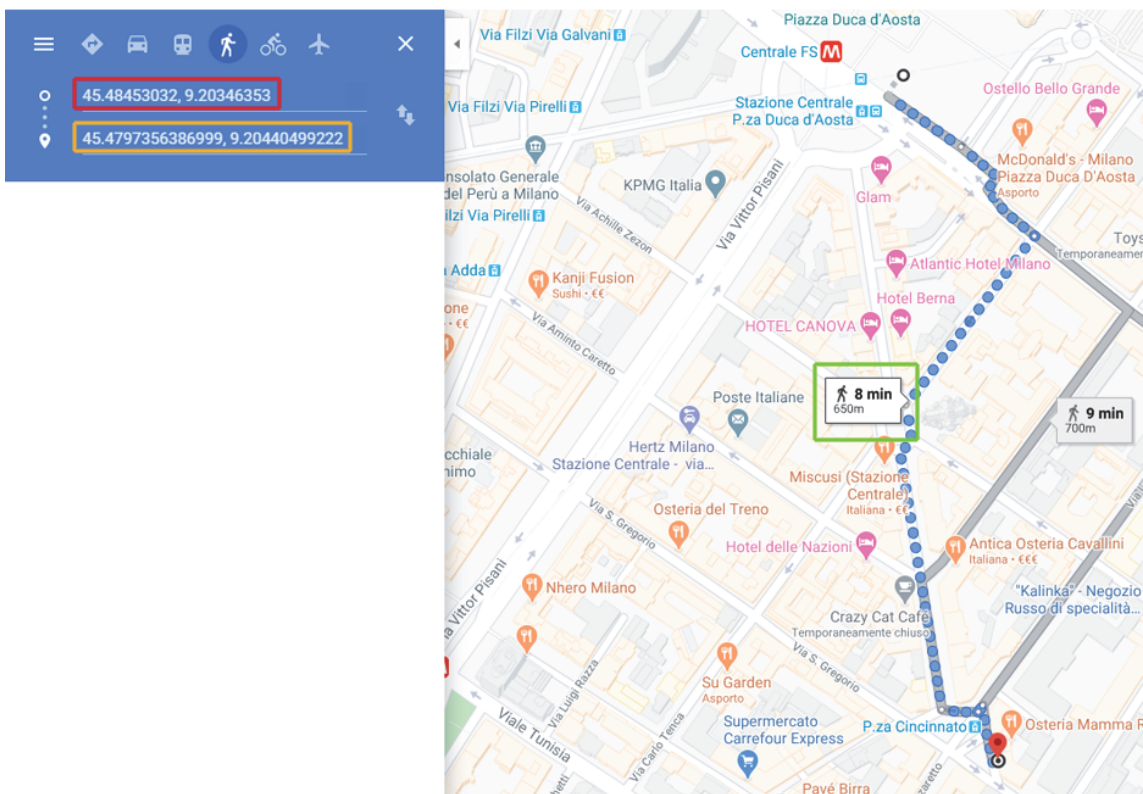 45.48453032, 9.20346353
45.4797356386999, 9.20440499222
Piazza Duca d'Aosta
Via Filzi Via Galvani
Centrale FS M
Ostello Bello Grande
Via Filzi Via Pirelli
Stazione Centrale
P.za Duca d'Aosta
McDonald's - Milano
Piazza Duca D'Aosta
Asporto
nsolato Generale
del Perù a Milano
KPMG Italia
Glam
ilzi Via Pirelli
Via Achille Zezon
Via Vittor Pisani
Toys
Temporaneamen
Adda
Atlantic Hotel Milano
Kanji Fusion
Sushi • €€
Hotel Berna
one
• €€
HOTEL CANOVA
Via Aminto Caretto
8 min
650m
Poste Italiane
9 min
700m
Hertz Milano
Stazione Centrale - via...
cchiale
nimo
Miscusi (Stazione
Centrale)
Italiana • €€
Osteria del Treno
Via S. Gregorio
Hotel delle Nazioni
Antica Osteria Cavallini
Italiana • €€€
Nhero Milano
"Kalinka" - Negozio
Russo di specialità...
Crazy Cat Café
Temporaneamente chiuso
a Vittor Pisani
Via S. Gregorio
Su Garden
Asporto
Via Luigi Razza
Viale Tunisia
Via Carlo Tenca
Supermercato
Carrefour Express
P.za Cincinnato
Osteria Mamma R
Pavé Birra